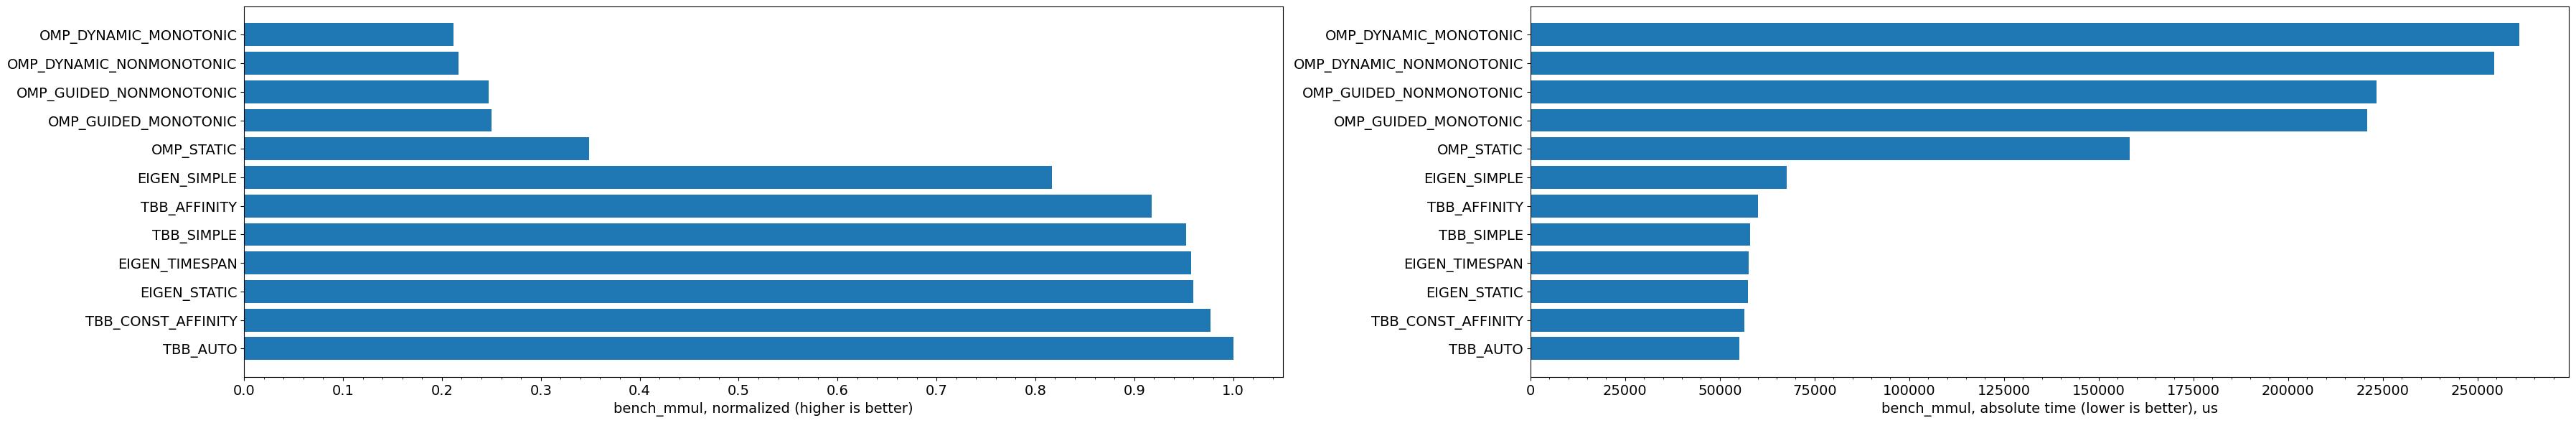 OMP_DYNAMIC_MONOTONIC
OMP_DYNAMIC_NONMONOTONIC
OMP_GUIDED_NONMONOTONIC
OMP_GUIDED_MONOTONIC
OMP_STATIC
EIGEN_SIMPLE
TBB_AFFINITY
TBB_SIMPLE
EIGEN_TIMESPAN
EIGEN_STATIC
TBB_CONST_AFFINITY
TBB_AUTO
0.0 0.1 0.2 0.3 0.4 0.5 0.6 0.7 0.8 0.9 1.0
bench_mmul, normalized (higher is better)
OMP_DYNAMIC_MONOTONIC
OMP_DYNAMIC_NONMONOTONIC
OMP_GUIDED_NONMONOTONIC
OMP_GUIDED_MONOTONIC
OMP_STATIC
EIGEN_SIMPLE
TBB_AFFINITY
TBB_SIMPLE
EIGEN_TIMESPAN
EIGEN_STATIC
TBB_CONST_AFFINITY
TBB_AUTO
0 25000 50000 75000 100000 125000 150000 175000 200000 225000 250000
bench_mmul, absolute time (lower is better), us